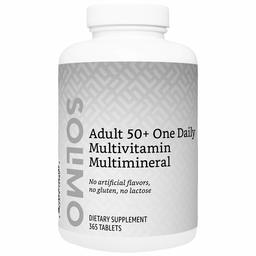 SOLIMO
Adult 50+ One Daily
Multivitamin
Multimineral
No artificial flavors,
no gluten, no lactose
DIETARY SUPPLEMENT
365 TABLETS